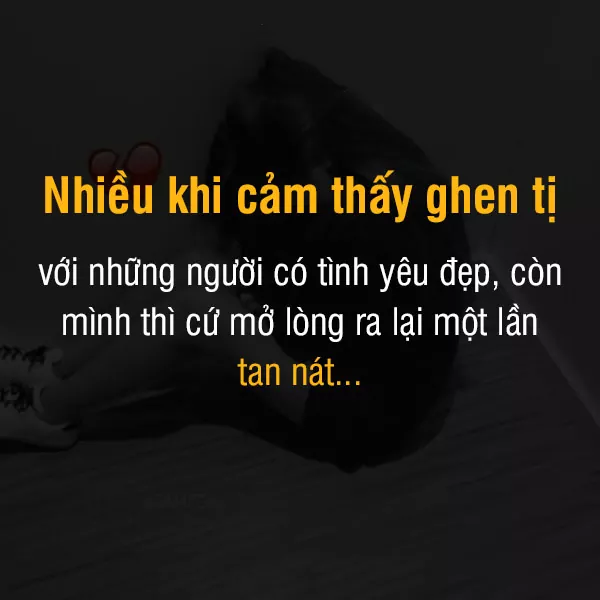 Nhiều khi cảm thấy ghen tị
với những người có tình yêu đẹp, còn
mình thì cứ mở lòng ra lại một lần
tan nát...